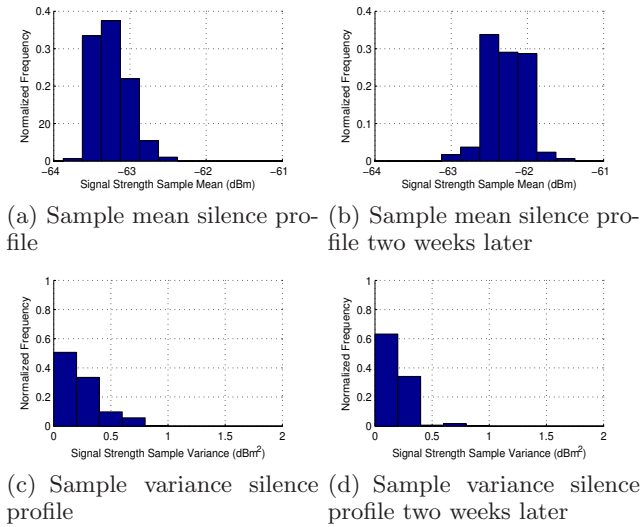 0.4
0.3
0.2
20
0
Normalized Frequency
−64
−63
−62
−61
Signal Strength Sample Mean (dBm)
0.4
0.3
0.2
0.1
0
Normalized Frequency
−64
−63
−62
−61
Signal Strength Sample Mean (dBm)
(a) Sample mean silence pro-
file
(b) Sample mean silence pro-
file two weeks later
1
0.8
0.6
0.4
0.2
0
Normalized Frequency
0
0.5
1
1.5
2
Signal Strength Sample Variance (dBm²)
1
0.8
0.6
0.4
0.2
0
Normalized Frequency
0
0.5
1
1.5
2
Signal Strength Sample Variance (dBm²)
(c) Sample variance silence
profile
(d) Sample variance silence
profile two weeks later